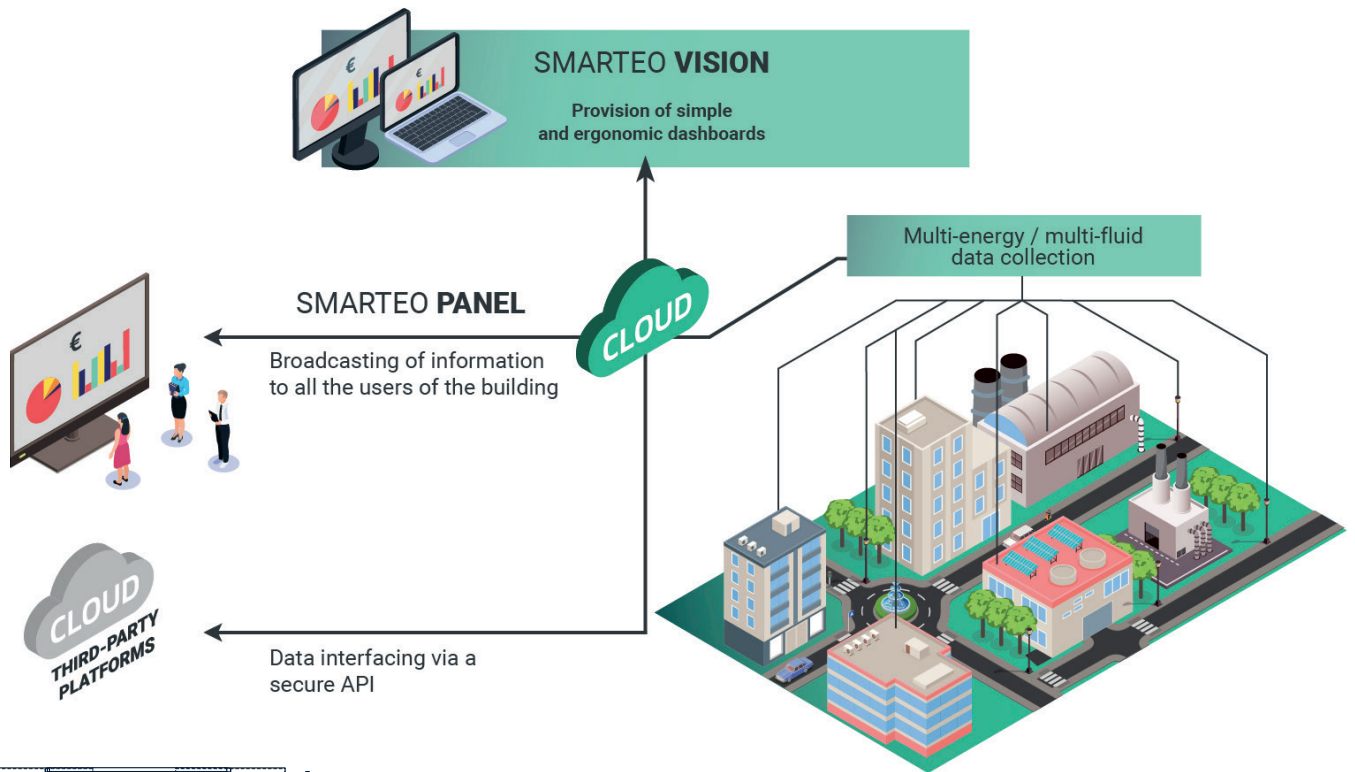 SMARTEO VISION
Provision of simple
and ergonomic dashboards
€
€
Multi-energy / multi-fluid
data collection
SMARTEO PANEL
CLOUD
Broadcasting of information
to all the users of the building
€
CLOUD
THIRD-PARTY
PLATFORMS
Data interfacing via a
secure API